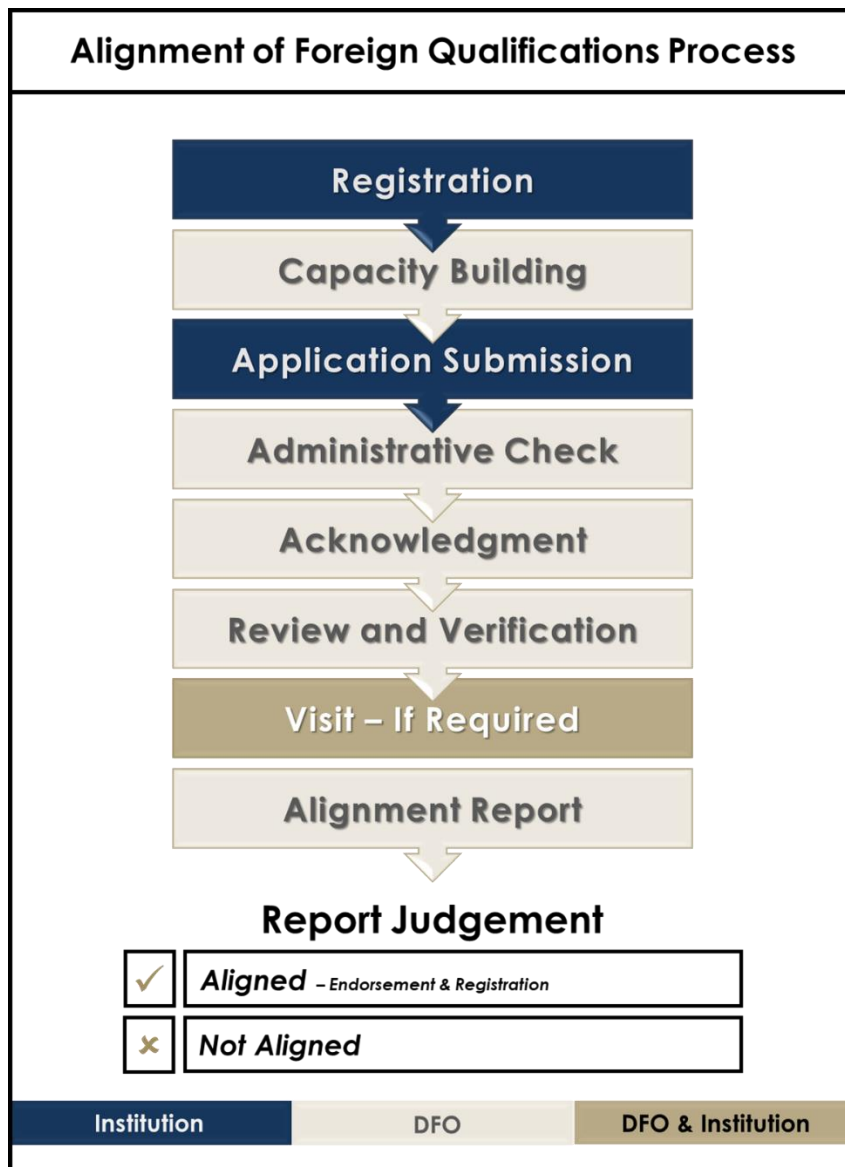 Alignment of Foreign Qualifications Process
Registration
Capacity Building
Application Submission
Administrative Check
Acknowledgment
Review and Verification
Visit – If Required
Alignment Report
Report Judgement
✓ Aligned – Endorsement & Registration
✗ Not Aligned
Institution DFO DFO & Institution